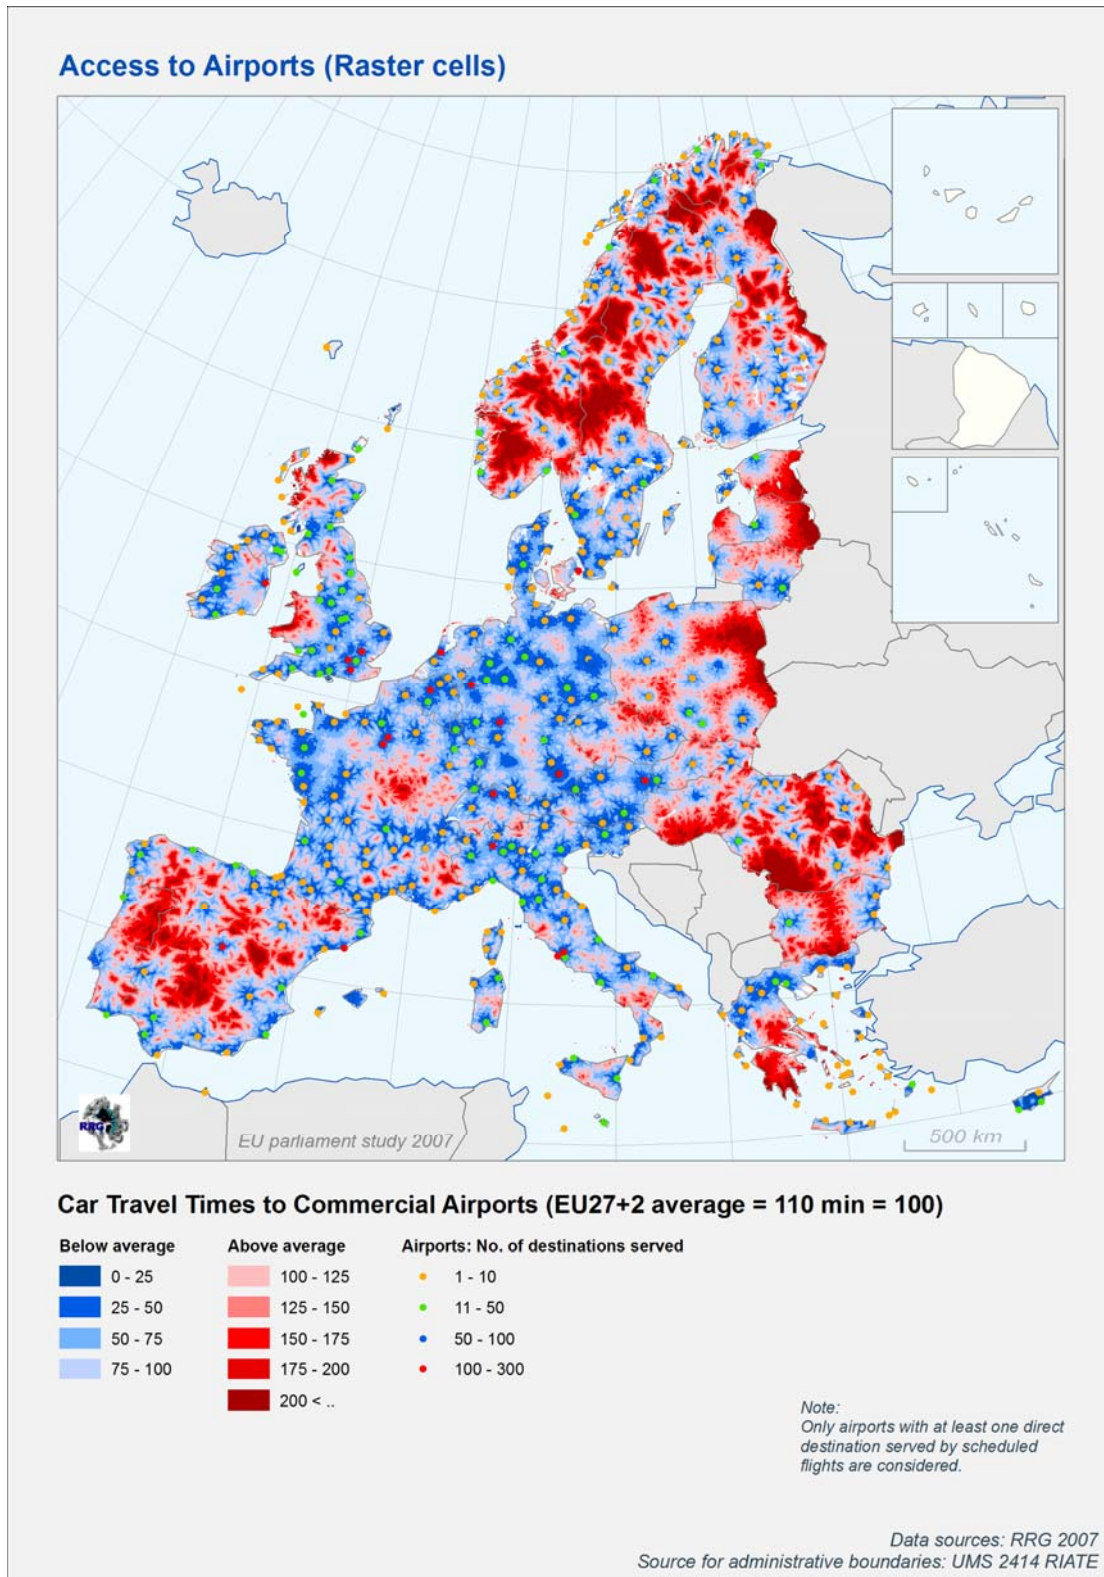 Access to Airports (Raster cells)
RRG
EU parliament study 2007
500 km
Car Travel Times to Commercial Airports (EU27+2 average = 110 min = 100)
Below average
0 - 25
25 - 50
50 - 75
75 - 100
Above average
100 - 125
125 - 150
150 - 175
175 - 200
200 < ..
Airports: No. of destinations served
1 - 10
11 - 50
50 - 100
100 - 300
Note:
Only airports with at least one direct
destination served by scheduled
flights are considered.
Data sources: RRG 2007
Source for administrative boundaries: UMS 2414 RIATE